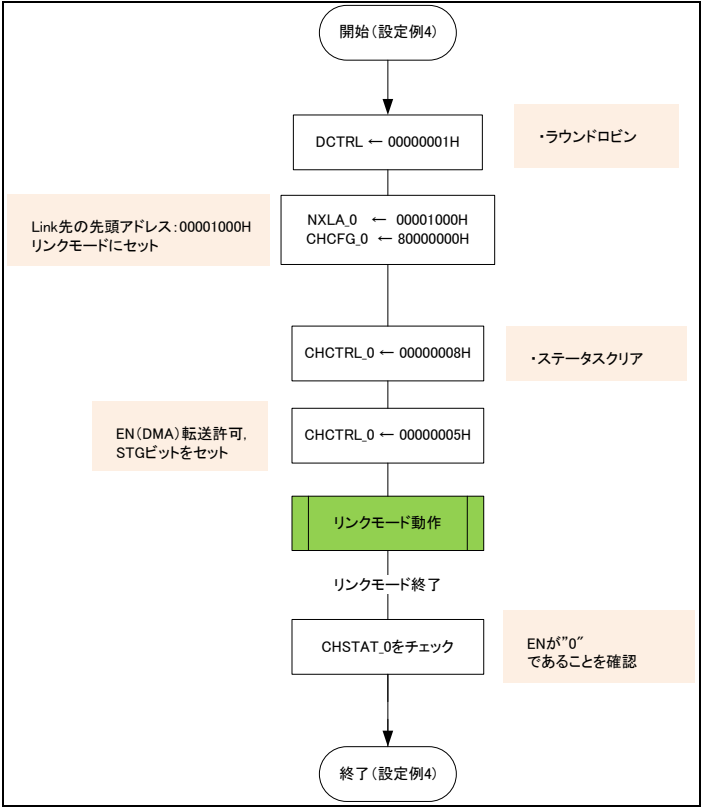 開始(設定例4)
DCTRL ← 00000001H
・ラウンドロビン
Link先の先頭アドレス：00001000H
リンクモードにセット
NXLA_0 ← 00001000H
CHCFG_0 ← 80000000H
CHCTRL_0 ← 00000008H
・ステータスクリア
EN(DMA)転送許可,
STGビットをセット
CHCTRL_0 ← 00000005H
リンクモード動作
リンクモード終了
CHSTAT_0をチェック
ENが”0”
であることを確認
終了(設定例4)